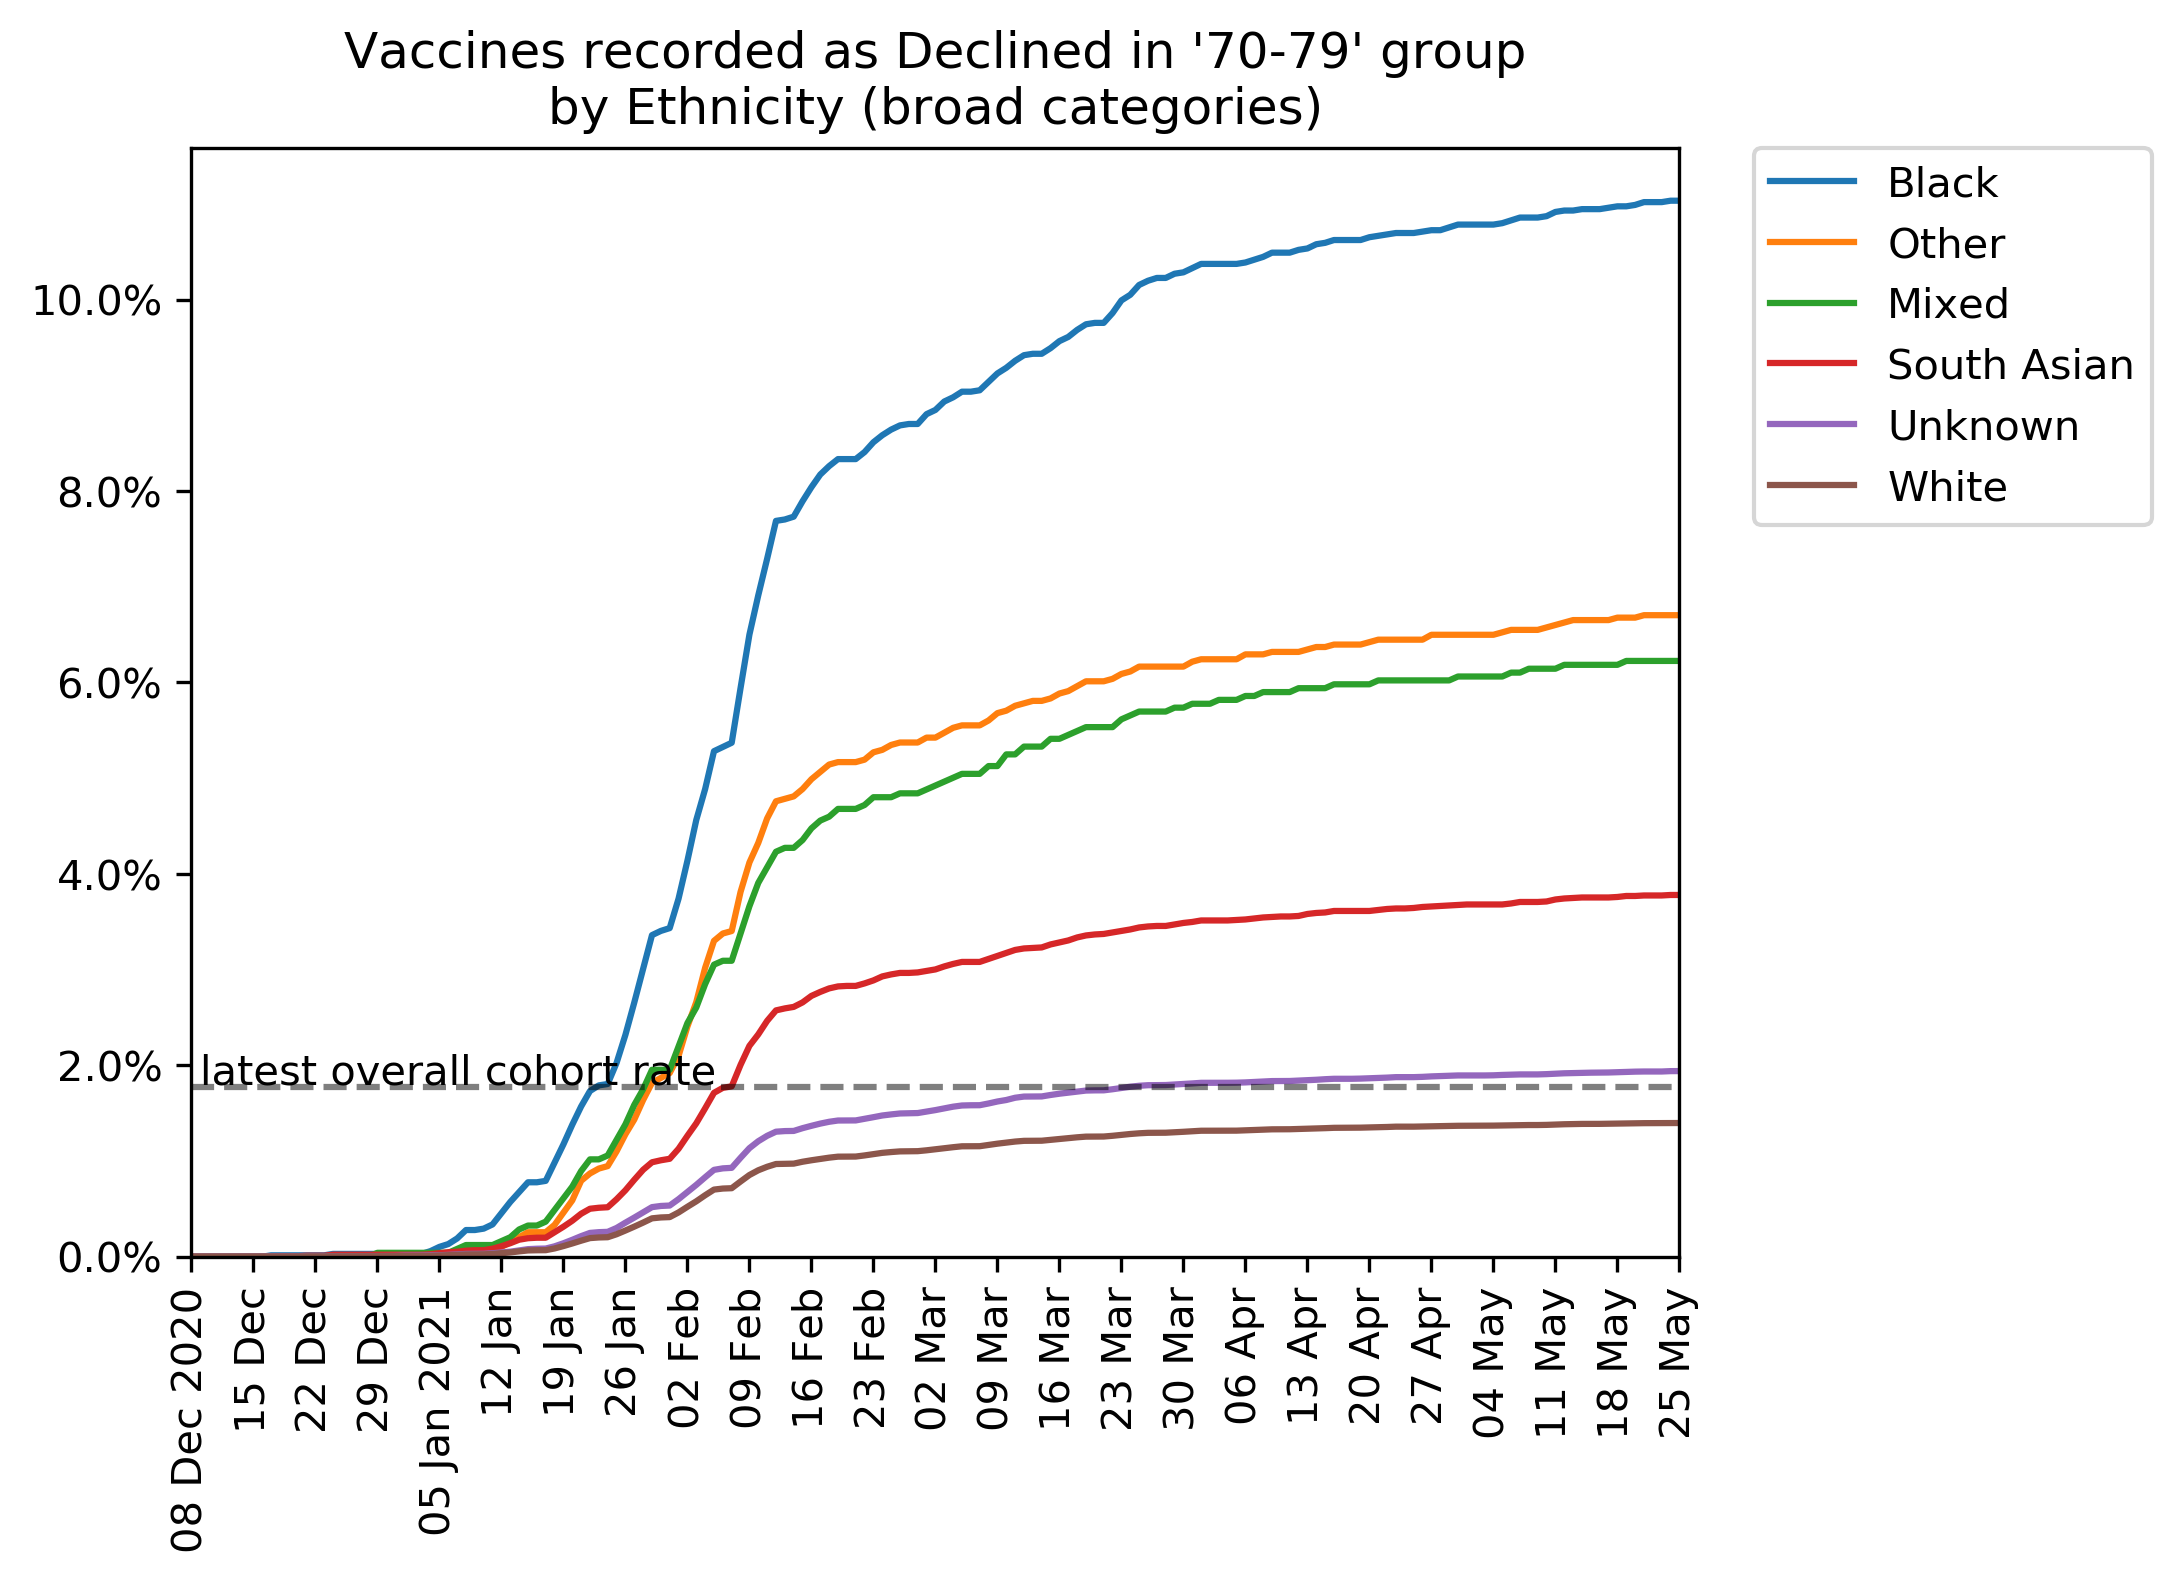 Vaccines recorded as Declined in '70-79' group
by Ethnicity (broad categories)
10.0%
8.0%
6.0%
4.0%
2.0%
0.0%
latest overall cohort rate
08 Dec 2020
15 Dec
22 Dec
29 Dec
05 Jan 2021
12 Jan
19 Jan
26 Jan
02 Feb
09 Feb
16 Feb
23 Feb
02 Mar
09 Mar
16 Mar
23 Mar
30 Mar
06 Apr
13 Apr
20 Apr
27 Apr
04 May
11 May
18 May
25 May
Black
Other
Mixed
South Asian
Unknown
White